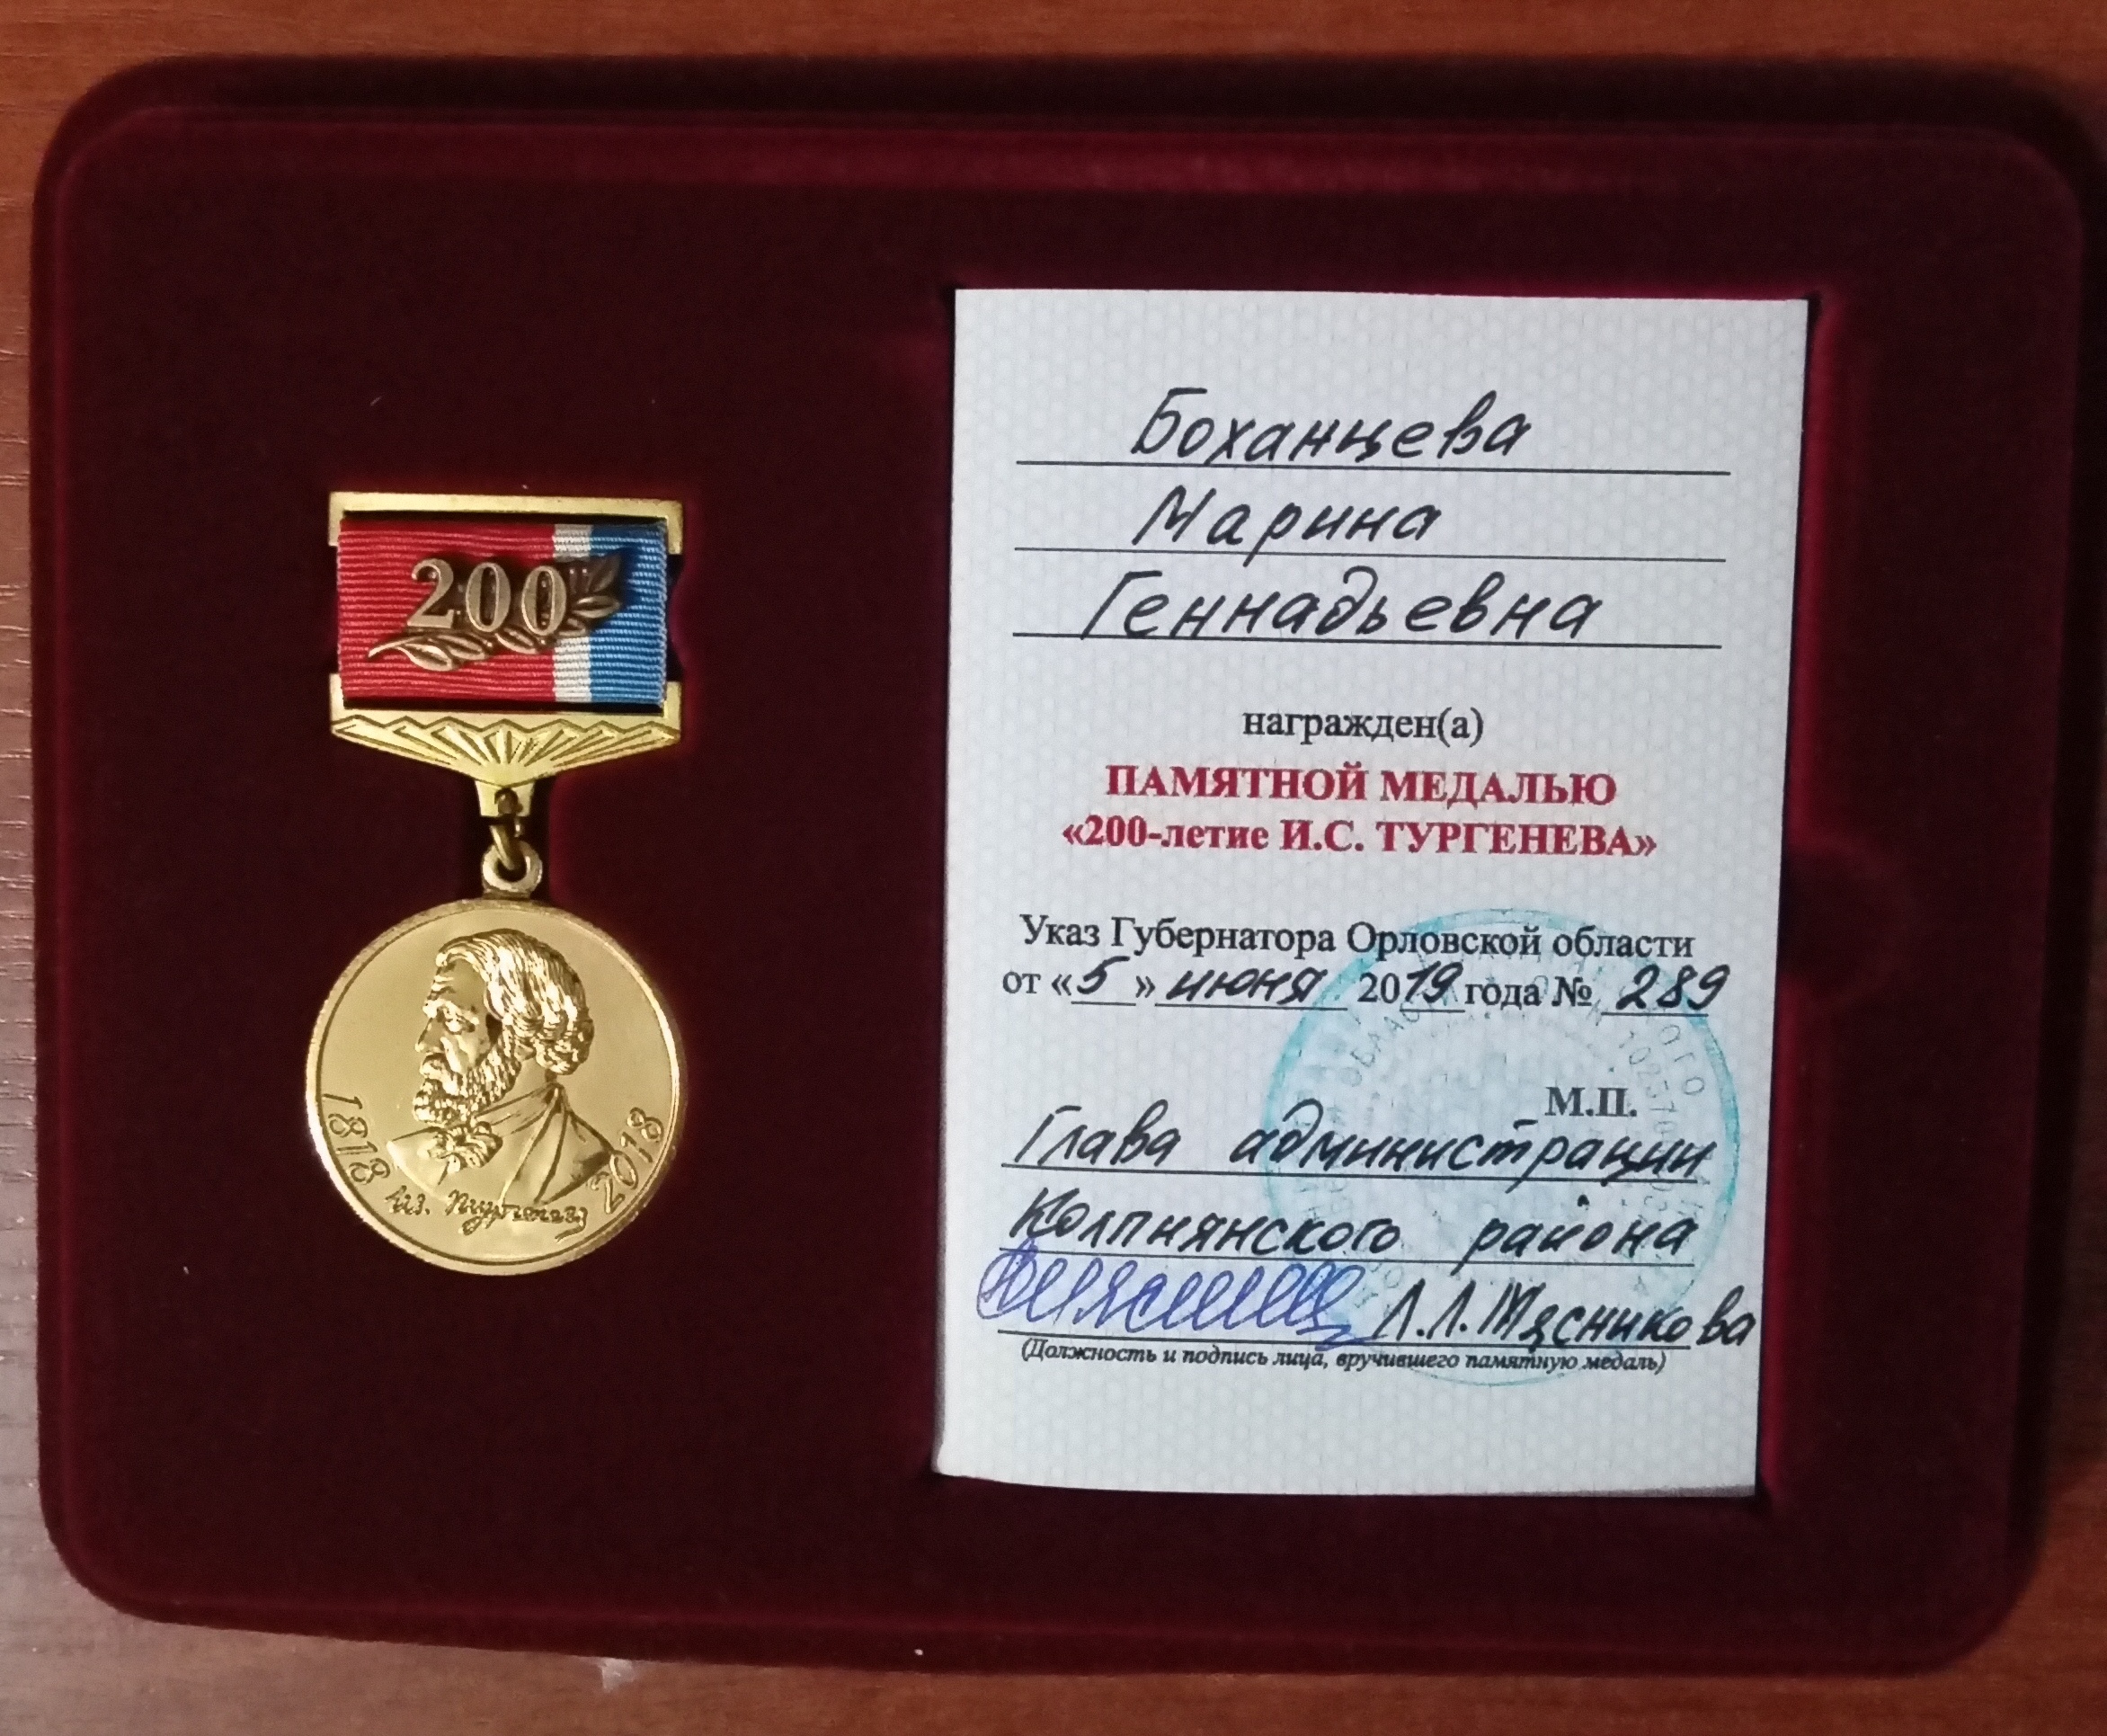 200
1818
2018
Ив. Тургенев
Боханцева
Марина
Геннадьевна
награжден(а)
ПАМЯТНОЙ МЕДАЛЬЮ
«200-летие И.С. ТУРГЕНЕВА»
Указ Губернатора Орловской области
от «5» июня 2019 года № 289
М.П.
Глава администрации
Колпнянского района
Л.Л. Мясникова
(Должность и подпись лица, вручившего памятную медаль)